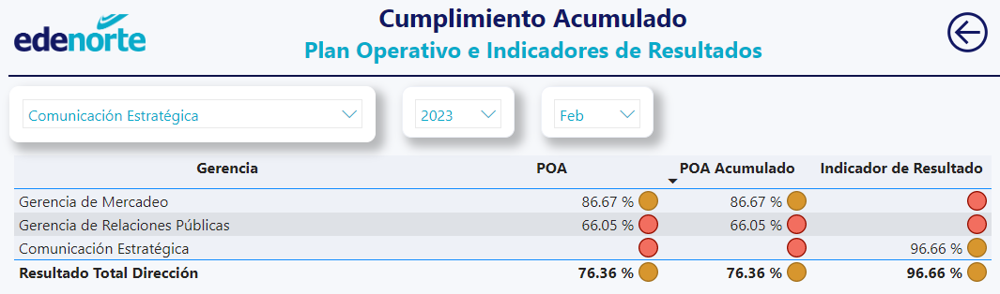 edenorte
Cumplimiento Acumulado
Plan Operativo e Indicadores de Resultados
Comunicación Estratégica 2023 Feb
Gerencia POA POA Acumulado Indicador de Resultado
Gerencia de Mercadeo 86.67 % 86.67 %
Gerencia de Relaciones Públicas 66.05 % 66.05 %
Comunicación Estratégica 96.66 %
Resultado Total Dirección 76.36 % 76.36 % 96.66 %